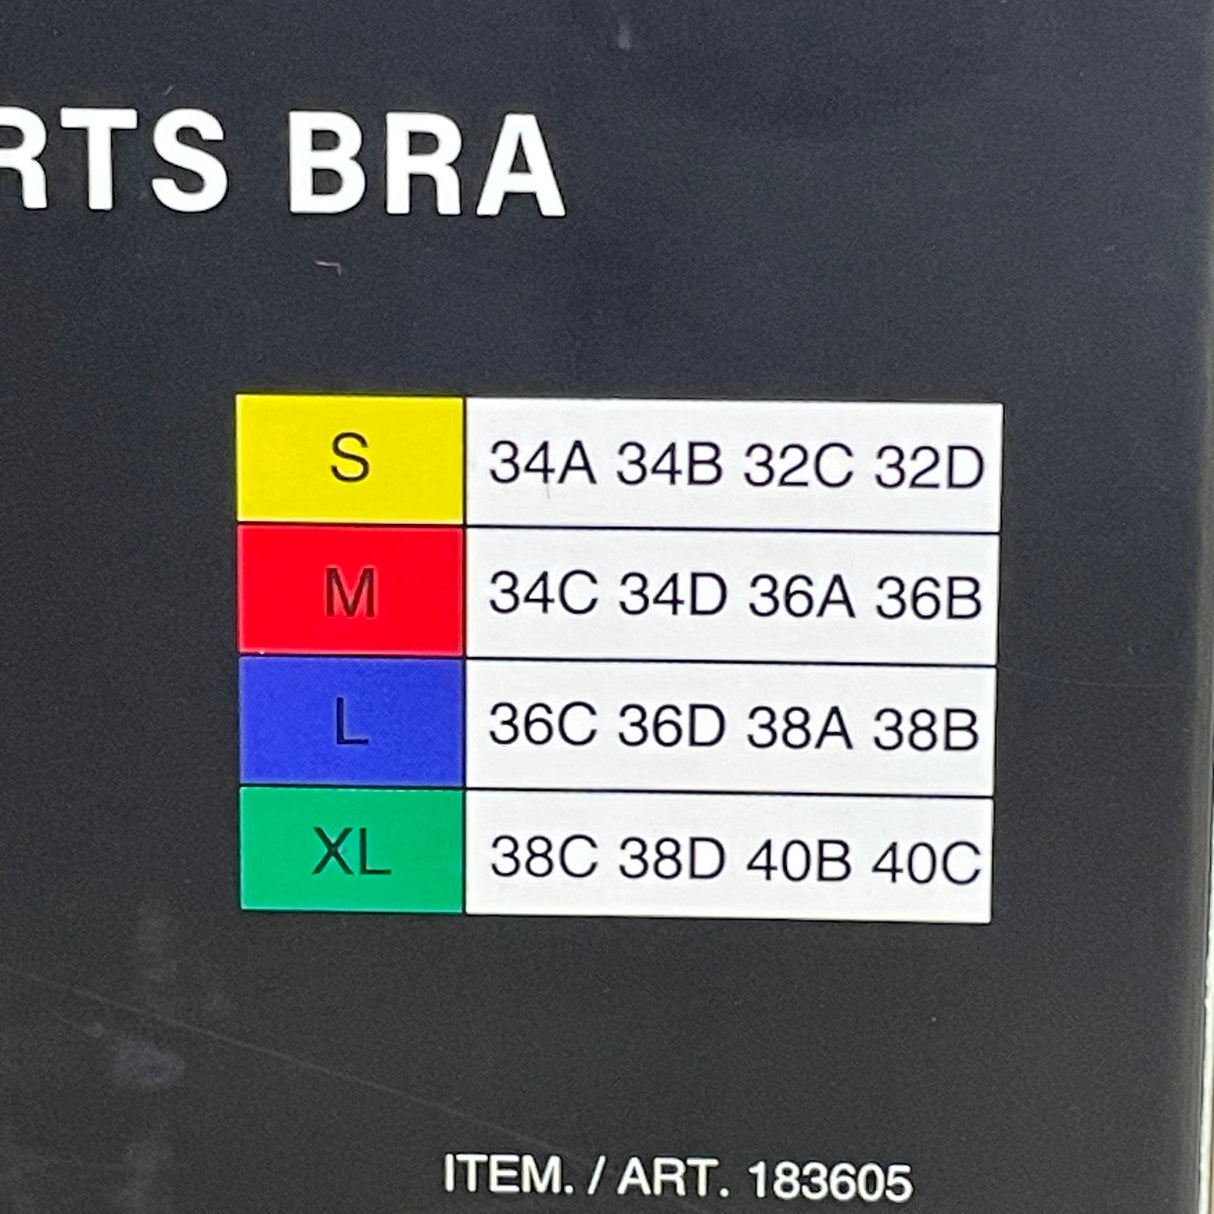 RTS BRA
S 34A 34B 32C 32D
M 34C 34D 36A 36B
L 36C 36D 38A 38B
XL 38C 38D 40B 40C
ITEM. / ART. 183605